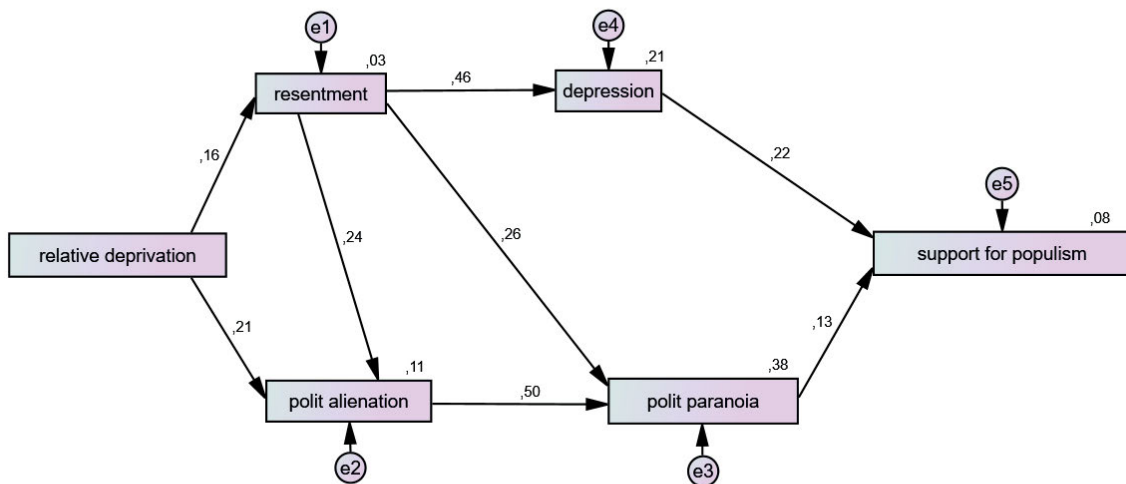 e1
e4
,03
,21
resentment
,46
depression
,16
,22
e5
,08
,24
,26
relative deprivation
support for populism
,21
,13
,11
,38
polit alienation
,50
polit paranoia
e2
e3